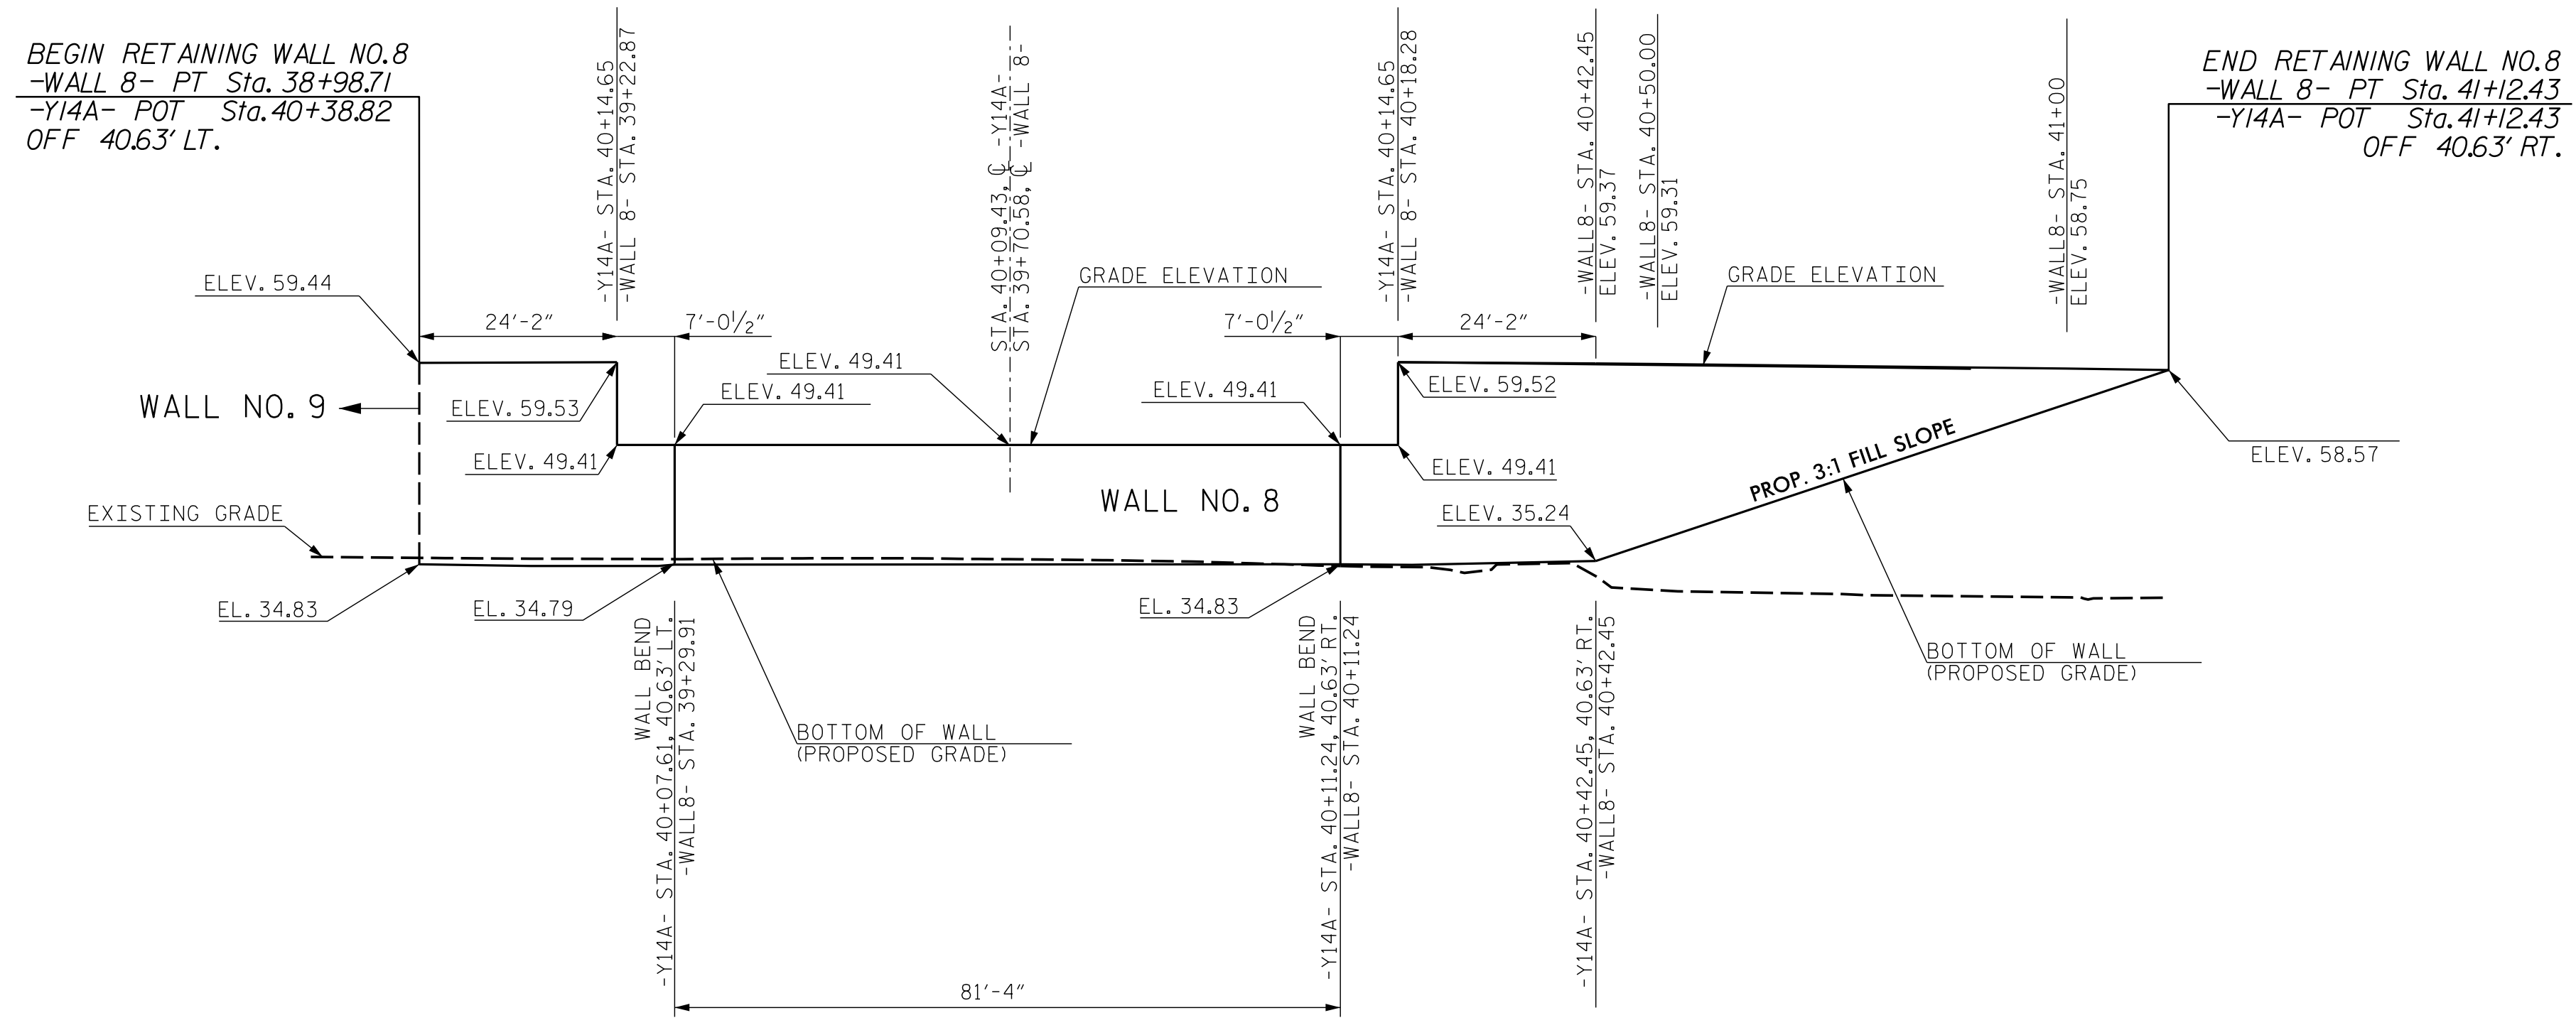 BEGIN RETAINING WALL NO. 8
-WALL 8- PT Sta. 38+98.71
-Y14A- POT Sta. 40+38.82
OFF 40.63' LT.
-Y14A- STA. 40+14.65
-WALL 8- STA. 39+22.87
STA. 40+09.43, ℄ -Y14A-
STA. 39+70.58, ℄ -WALL 8-
-Y14A- STA. 40+14.65
-WALL 8- STA. 40+18.28
-WALL8- STA. 40+42.45
ELEV. 59.37
-WALL8- STA. 40+50.00
ELEV. 59.31
-WALL8- STA. 41+00
ELEV. 58.75
END RETAINING WALL NO. 8
-WALL 8- PT Sta. 41+12.43
-Y14A- POT Sta. 41+12.43
OFF 40.63' RT.
ELEV. 59.44
GRADE ELEVATION
GRADE ELEVATION
24'-2"
7'-0½"
7'-0½"
24'-2"
ELEV. 49.41
ELEV. 49.41
ELEV. 49.41
ELEV. 59.52
WALL NO. 9
ELEV. 59.53
ELEV. 49.41
ELEV. 49.41
PROP. 3:1 FILL SLOPE
ELEV. 58.57
WALL NO. 8
EXISTING GRADE
ELEV. 35.24
EL. 34.83
EL. 34.79
EL. 34.83
WALL BEND
-Y14A- STA. 40+07.61, 40.63' LT.
-WALL8- STA. 39+29.91
WALL BEND
-Y14A- STA. 40+11.24, 40.63' RT.
-WALL8- STA. 40+11.24
-Y14A- STA. 40+42.45, 40.63' RT.
-WALL8- STA. 40+42.45
BOTTOM OF WALL
(PROPOSED GRADE)
BOTTOM OF WALL
(PROPOSED GRADE)
81'-4"